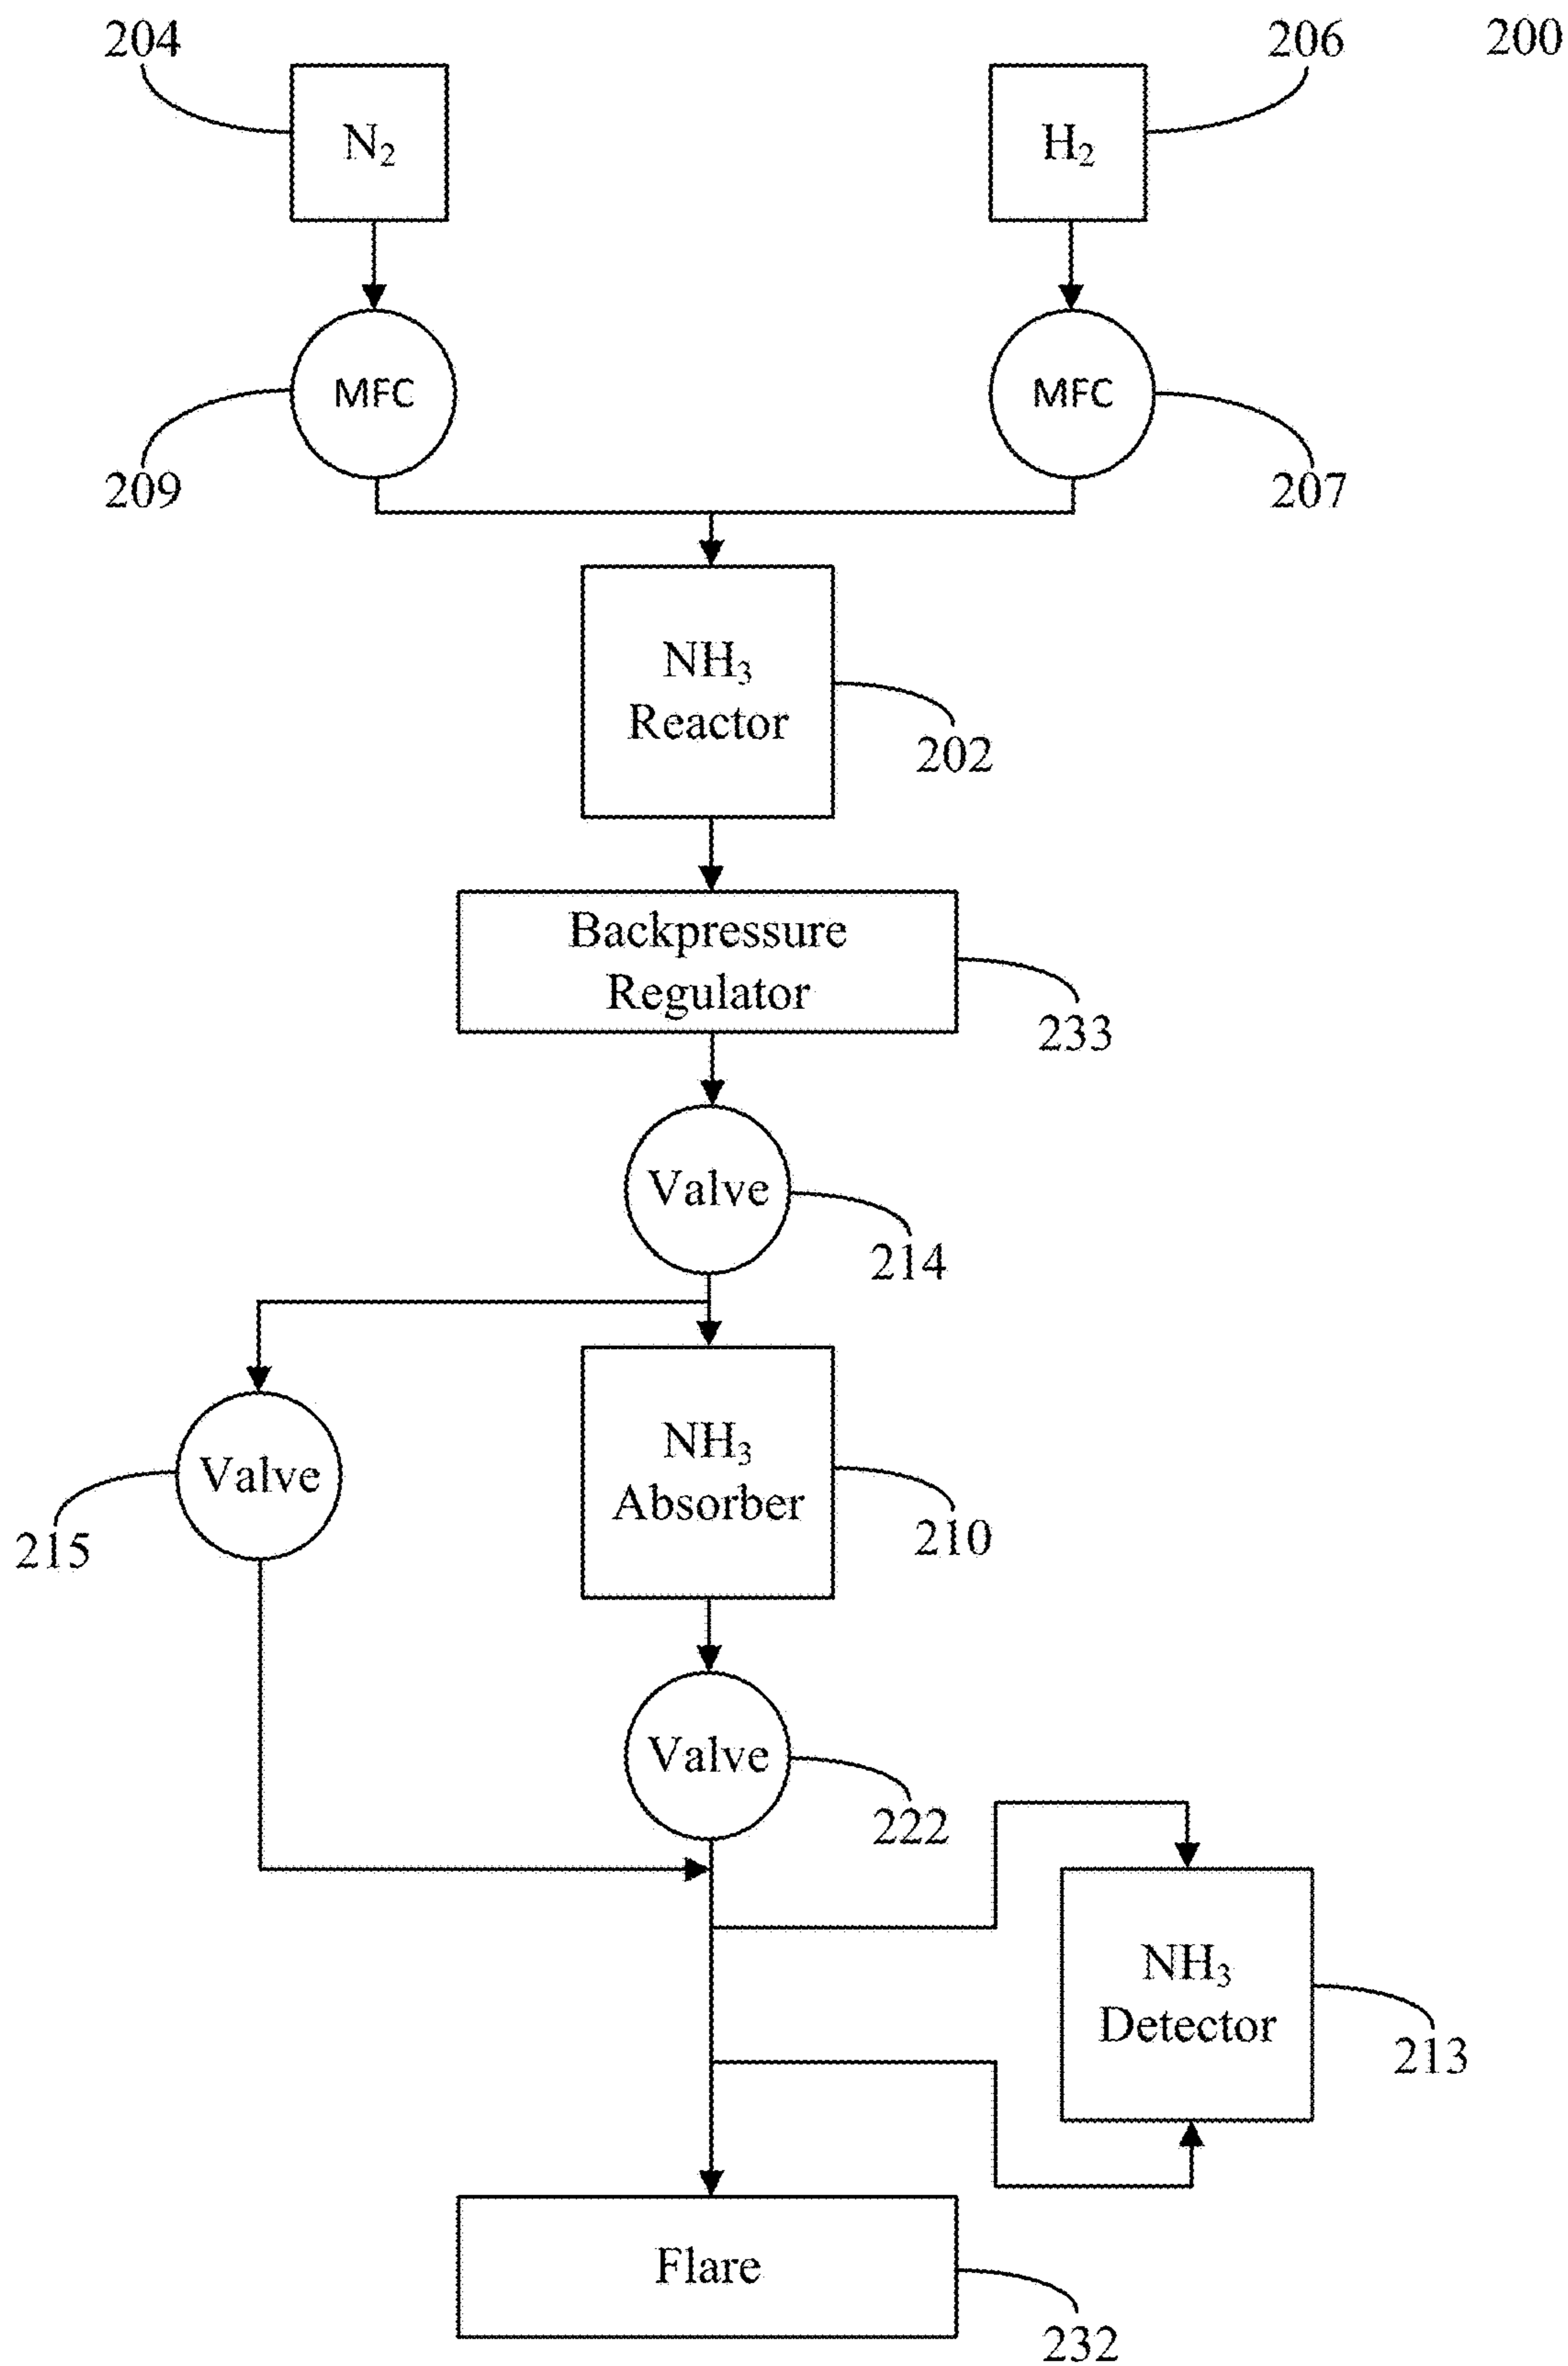 204
206
200
N₂
H₂
MFC
MFC
209
207
NH₃
Reactor
202
Backpressure
Regulator
233
Valve
214
NH₃
Absorber
Valve
215
210
Valve
222
NH₃
Detector
213
Flare
232